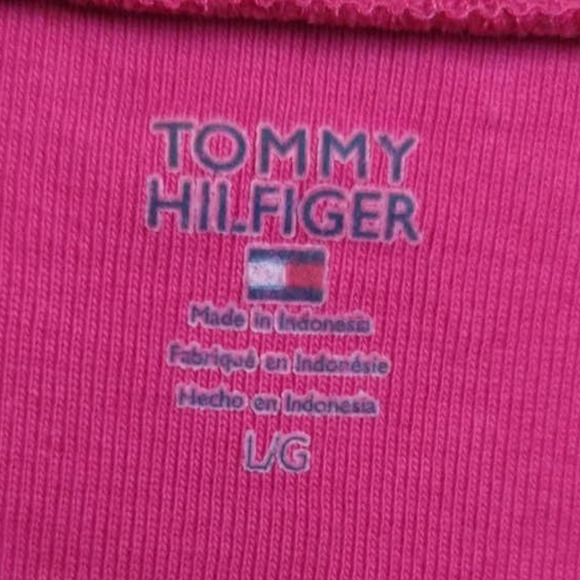 TOMMY
HILFIGER
Made in Indonesia
Fabriqué en Indonésie
Hecho en Indonesia
L/G